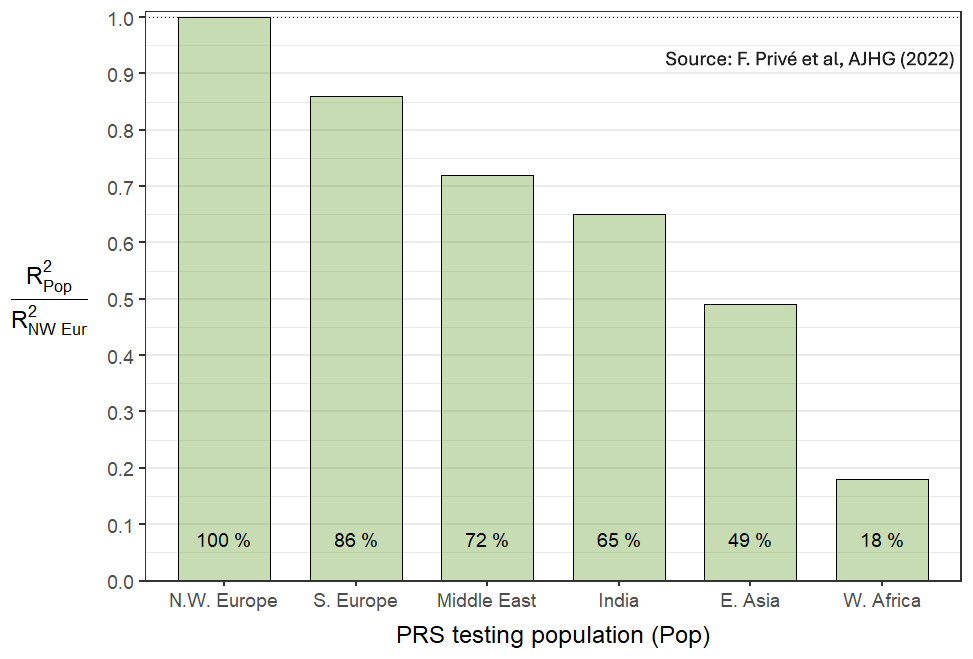 1.0
0.9
0.8
0.7
0.6
0.5
0.4
0.3
0.2
0.1
0.0
R²Pop
R²NW Eur
Source: F. Privé et al, AJHG (2022)
100 % 86 % 72 % 65 % 49 % 18 %
N.W. Europe S. Europe Middle East India E. Asia W. Africa
PRS testing population (Pop)